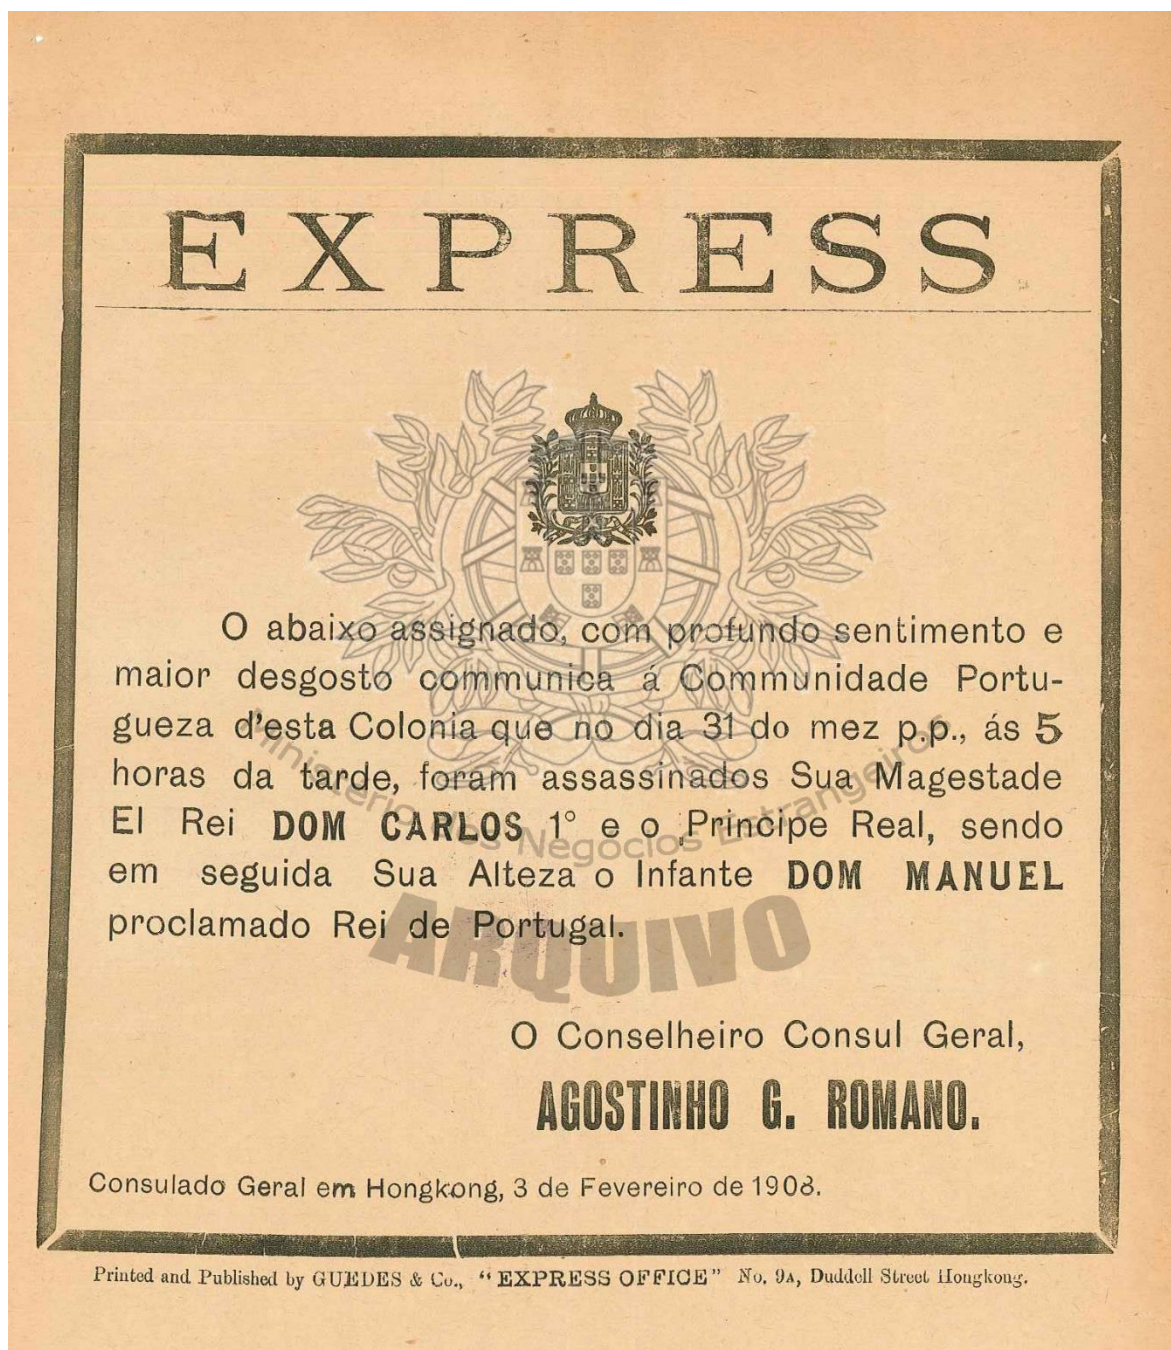 EXPRESS
O abaixo assignado, com profundo sentimento e
maior desgosto communica á Communidade Portu-
gueza d'esta Colonia que no dia 31 do mez p.p., ás 5
horas da tarde, foram assassinados Sua Magestade
El Rei DOM CARLOS 1° e o Principe Real, sendo
em seguida Sua Alteza o Infante DOM MANUEL
proclamado Rei de Portugal.
Ministério dos Negócios Estrangeiros
ARQUIVO
O Conselheiro Consul Geral,
AGOSTINHO G. ROMANO.
Consulado Geral em Hongkong, 3 de Fevereiro de 1908.
Printed and Published by GUEDES & Co., "EXPRESS OFFICE" No. 9A, Duddell Street Hongkong.